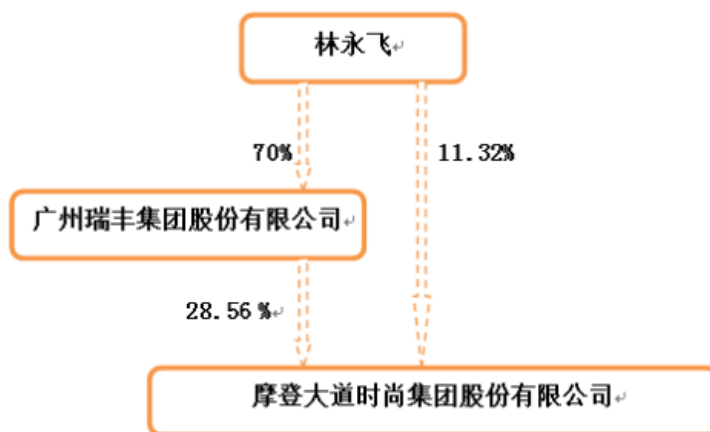 林永飞
70%
11.32%
广州瑞丰集团股份有限公司
28.56%
摩登大道时尚集团股份有限公司